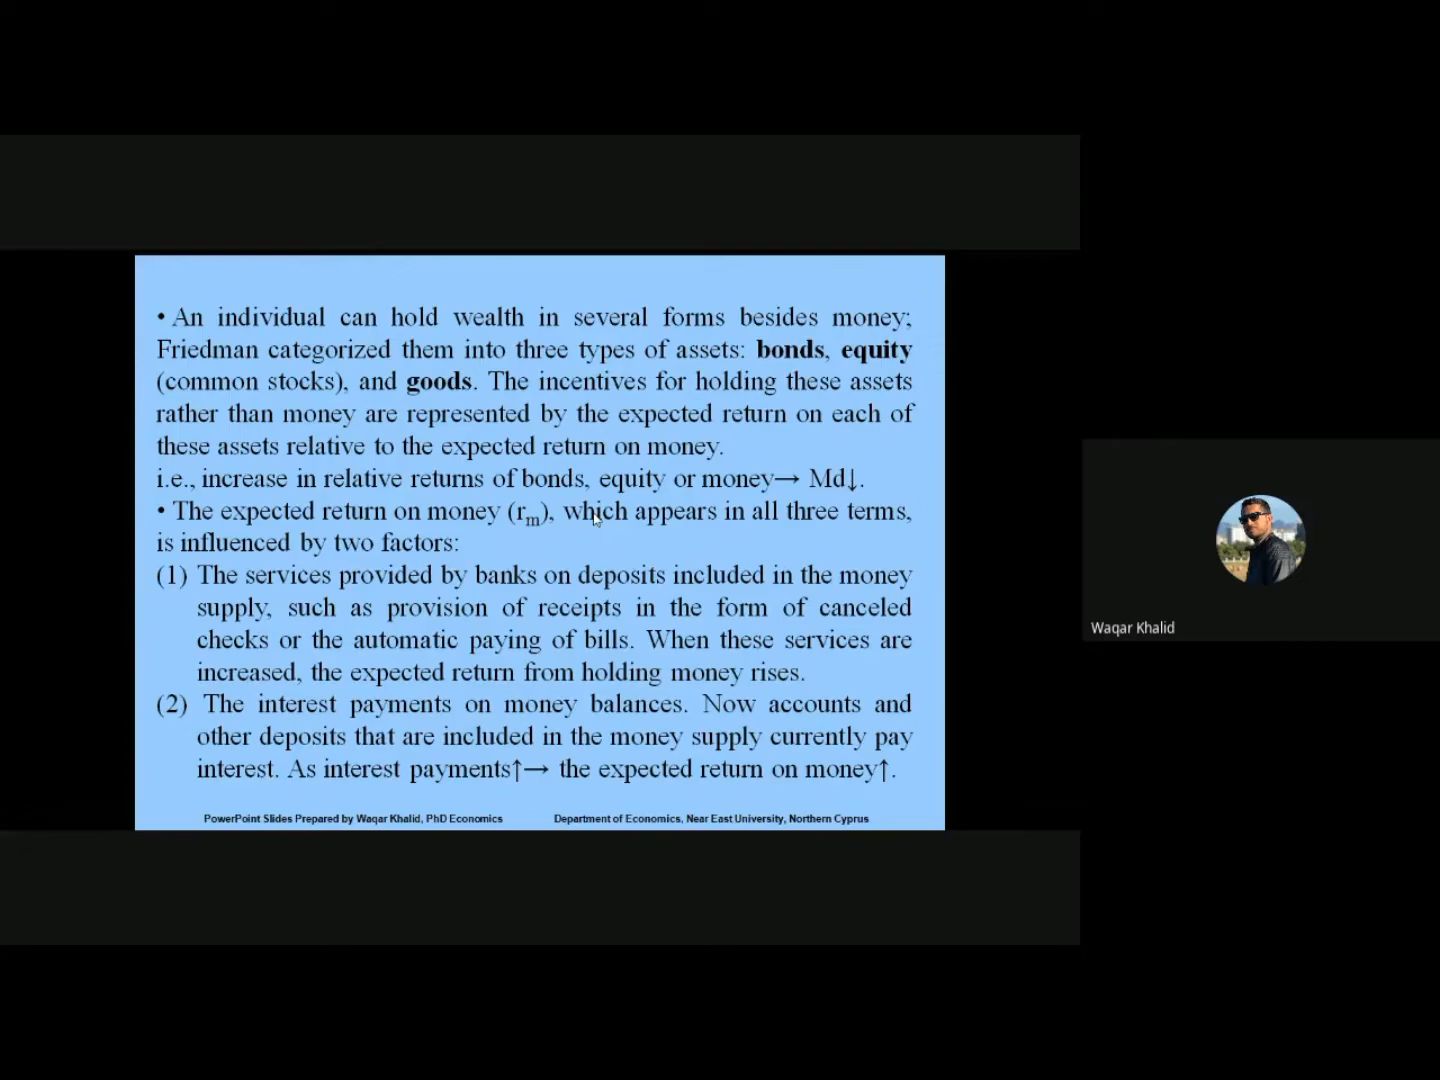 • An individual can hold wealth in several forms besides money;
Friedman categorized them into three types of assets: bonds, equity
(common stocks), and goods. The incentives for holding these assets
rather than money are represented by the expected return on each of
these assets relative to the expected return on money.
i.e., increase in relative returns of bonds, equity or money→ Md↓.
• The expected return on money (rm), which appears in all three terms,
is influenced by two factors:
(1) The services provided by banks on deposits included in the money
supply, such as provision of receipts in the form of canceled
checks or the automatic paying of bills. When these services are
increased, the expected return from holding money rises.
(2) The interest payments on money balances. Now accounts and
other deposits that are included in the money supply currently pay
interest. As interest payments↑→ the expected return on money↑.
PowerPoint Slides Prepared by Waqar Khalid, PhD Economics Department of Economics, Near East University, Northern Cyprus
Waqar Khalid